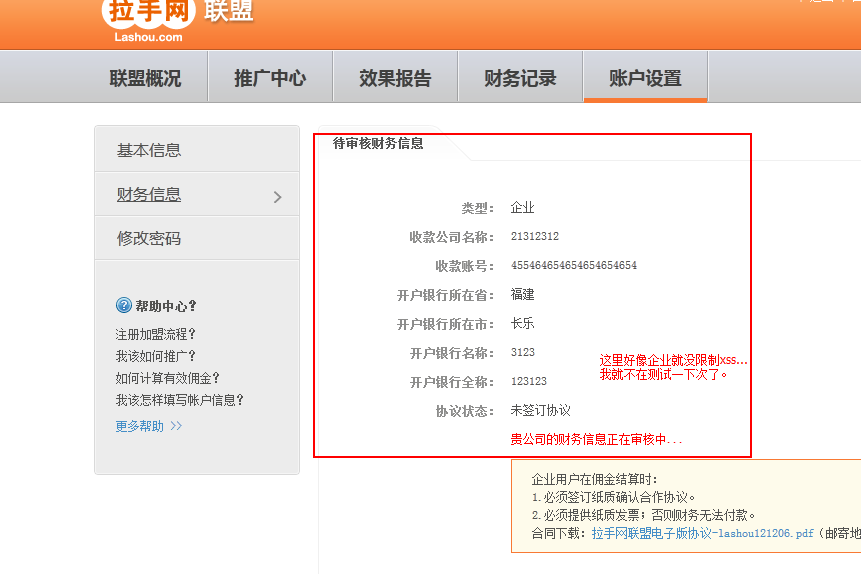 拉手网 联盟
Lashou.com
联盟概况
推广中心
效果报告
财务记录
账户设置
基本信息
财务信息
修改密码
帮助中心?
注册加盟流程?
我该如何推广?
如何计算有效佣金?
我该怎样填写帐户信息?
更多帮助 >>
待审核财务信息
类型: 企业
收款公司名称: 21312312
收款账号: 455464654654654654654
开户银行所在省: 福建
开户银行所在市: 长乐
开户银行名称: 3123
开户银行全称: 123123
协议状态: 未签订协议
这里好像企业就没限制xss...
我就不在测试一下次了。
贵公司的财务信息正在审核中...
企业用户在佣金结算时:
1.必须签订纸质确认合作协议。
2.必须提供纸质发票;否则财务无法付款。
合同下载: 拉手网联盟电子版协议-lashou121206.pdf (邮寄地